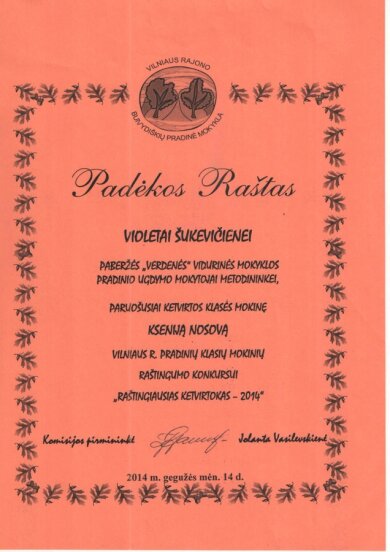 VILNIAUS RAJONO
BUIVYDIŠKIŲ PRADINĖ MOKYKLA
Padėkos Raštas
VIOLETAI ŠUKEVIČIENEI
PABERŽĖS „VERDENĖS“ VIDURINĖS MOKYKLOS
PRADINIO UGDYMO MOKYTOJAI METODININKEI,
PARUOŠUSIAI KETVIRTOS KLASĖS MOKINĘ
KSENIJĄ NOSOVĄ
VILNIAUS R. PRADINIŲ KLASIŲ MOKINIŲ
RAŠTINGUMO KONKURSUI
„RAŠTINGIAUSIAS KETVIRTOKAS – 2014“
Komisijos pirmininkė Jolanta Vasilevskienė
2014 m. gegužės mėn. 14 d.